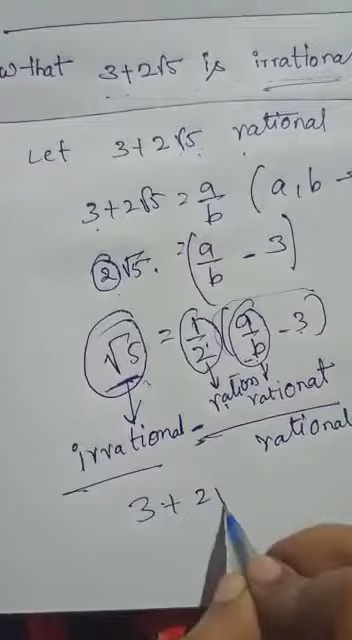 w that 3+2√5 is irrationa
Let 3+2√5 rational
3+2√5 = a/b (a,b
2√5. = (a/b - 3)
√5 = 1/2 (a/b - 3)
rational rational
irrational = rational
3+2